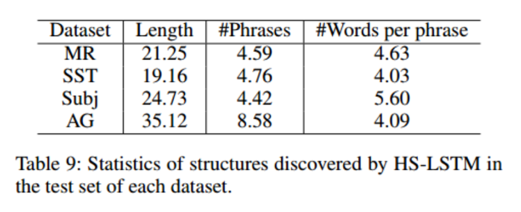 Dataset Length #Phrases #Words per phrase
MR 21.25 4.59 4.63
SST 19.16 4.76 4.03
Subj 24.73 4.42 5.60
AG 35.12 8.58 4.09
Table 9: Statistics of structures discovered by HS-LSTM in
the test set of each dataset.